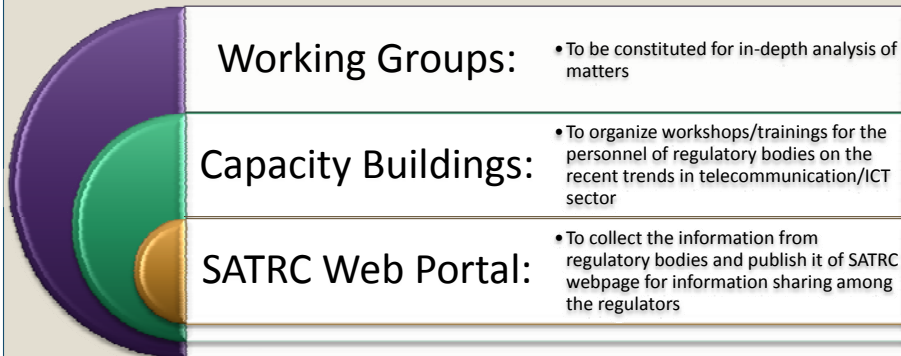 Working Groups:
• To be constituted for in-depth analysis of
matters
Capacity Buildings:
• To organize workshops/trainings for the
personnel of regulatory bodies on the
recent trends in telecommunication/ICT
sector
SATRC Web Portal:
• To collect the information from
regulatory bodies and publish it of SATRC
webpage for information sharing among
the regulators